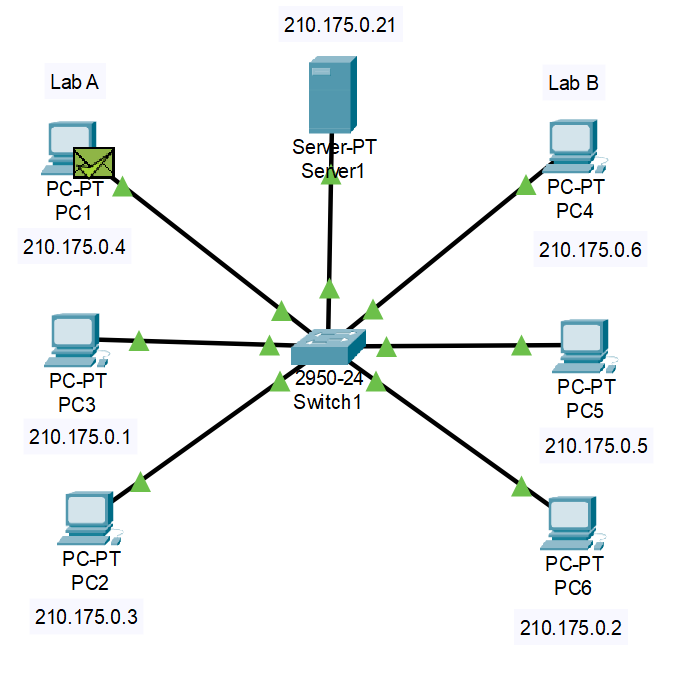 210.175.0.21
Lab A
Lab B
Server-PT
Server1
PC-PT
PC1
210.175.0.4
PC-PT
PC4
210.175.0.6
PC-PT
PC3
210.175.0.1
2950-24
Switch1
PC-PT
PC5
210.175.0.5
PC-PT
PC2
210.175.0.3
PC-PT
PC6
210.175.0.2